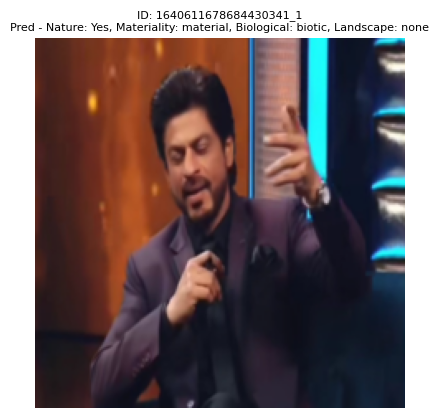 ID: 1640611678684430341_1
Pred - Nature: Yes, Materiality: material, Biological: biotic, Landscape: none